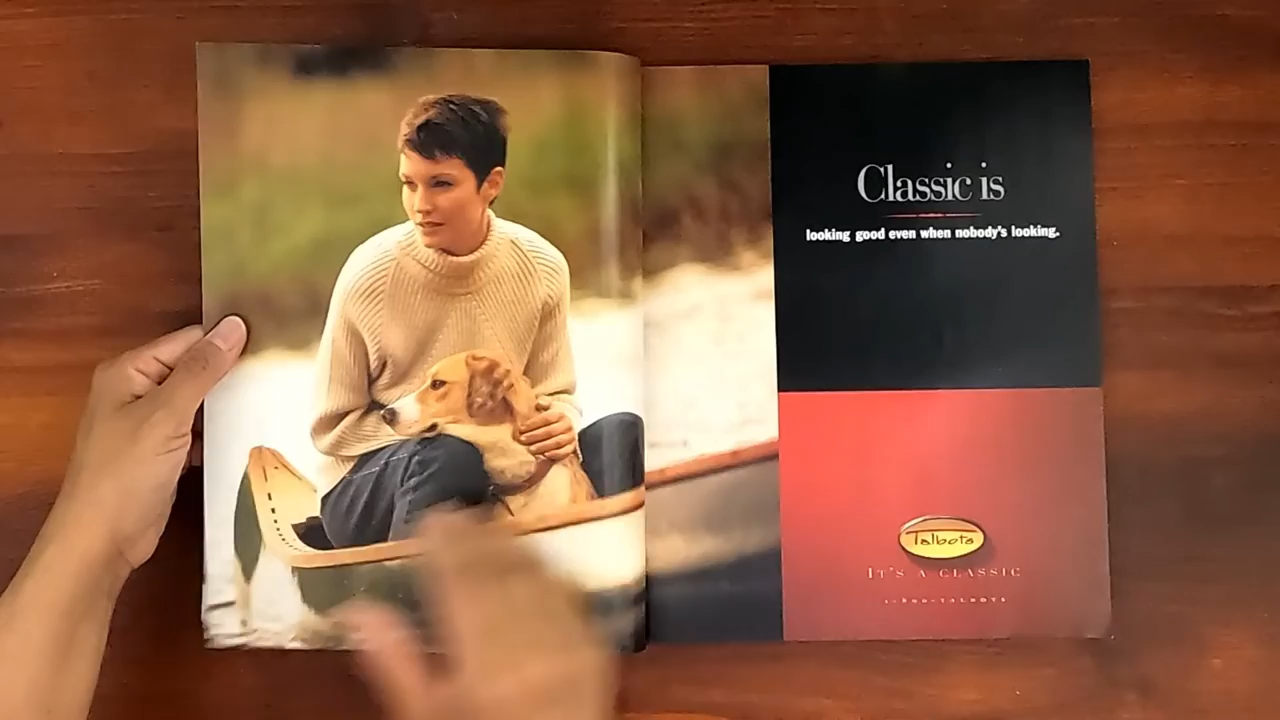 Classic is
looking good even when nobody's looking.
Talbots
IT'S A CLASSIC
1-800-TALBOTS